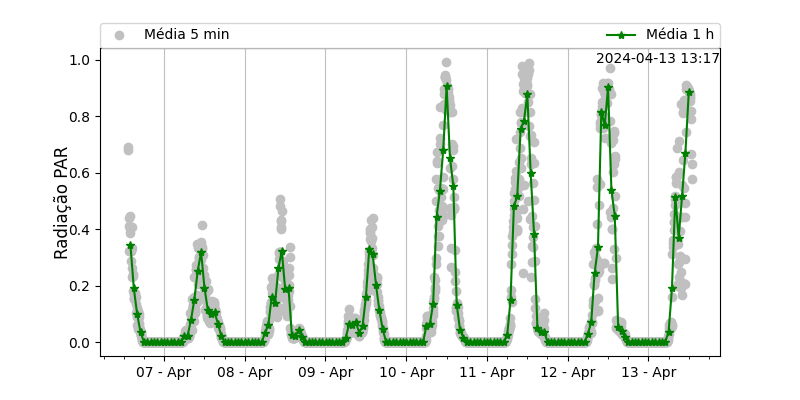 Média 5 min
Média 1 h
2024-04-13 13:17
Radiação PAR
1.0
0.8
0.6
0.4
0.2
0.0
07 - Apr
08 - Apr
09 - Apr
10 - Apr
11 - Apr
12 - Apr
13 - Apr